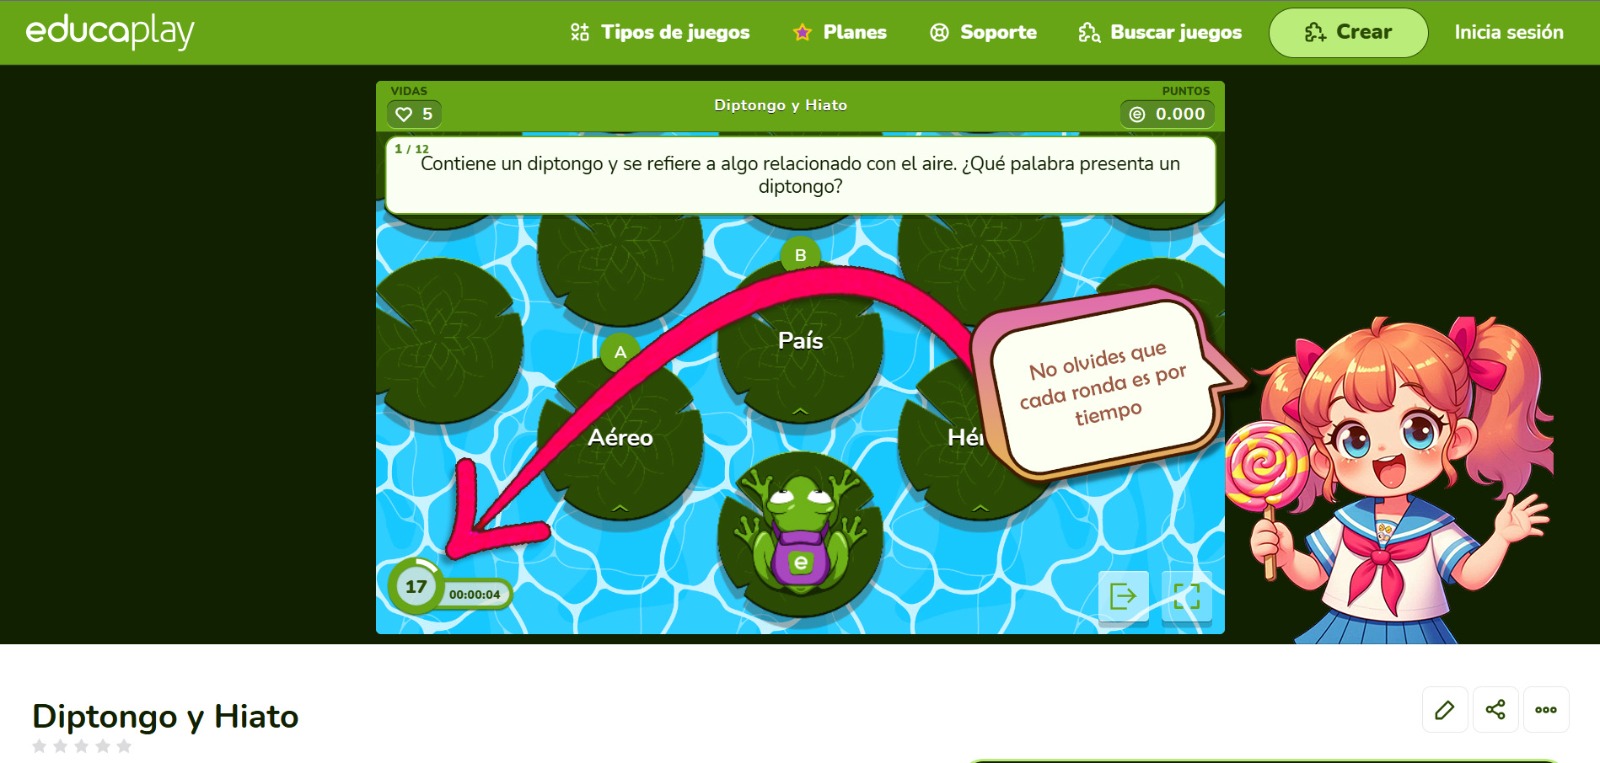 educaplay
Tipos de juegos
Planes
Soporte
Buscar juegos
Crear
Inicia sesión
VIDAS
5
Diptongo y Hiato
PUNTOS
0.000
1 / 12
Contiene un diptongo y se refiere a algo relacionado con el aire. ¿Qué palabra presenta un
diptongo?
B
País
A
Aéreo
No olvides que
cada ronda es por
tiempo
e
17
00:00:04
Diptongo y Hiato